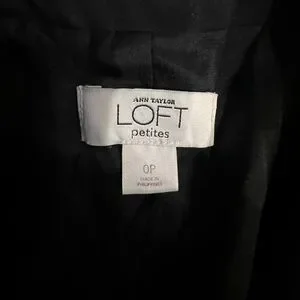 ANN TAYLOR
LOFT
petites
0P
MADE IN
PHILIPPINES